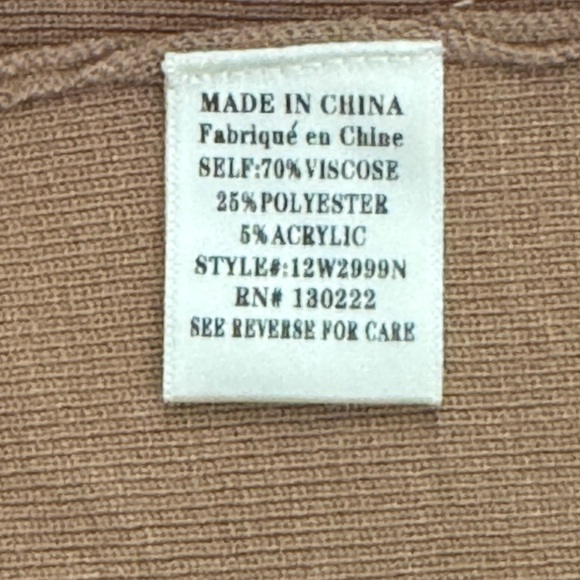 MADE IN CHINA
Fabriqué en Chine
SELF:70%VISCOSE
25%POLYESTER
5%ACRYLIC
STYLE#:12W2999N
RN# 130222
SEE REVERSE FOR CARE